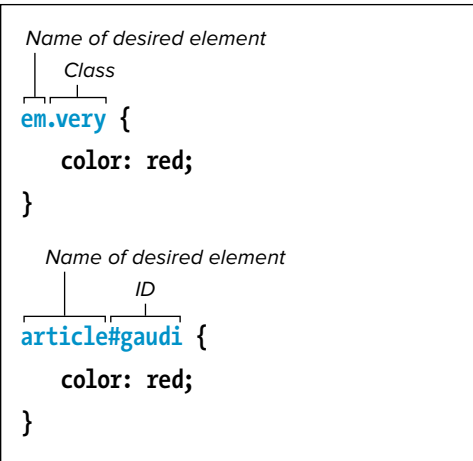 Name of desired element
Class
em.very {
color: red;
}
Name of desired element
ID
article#gaudi {
color: red;
}